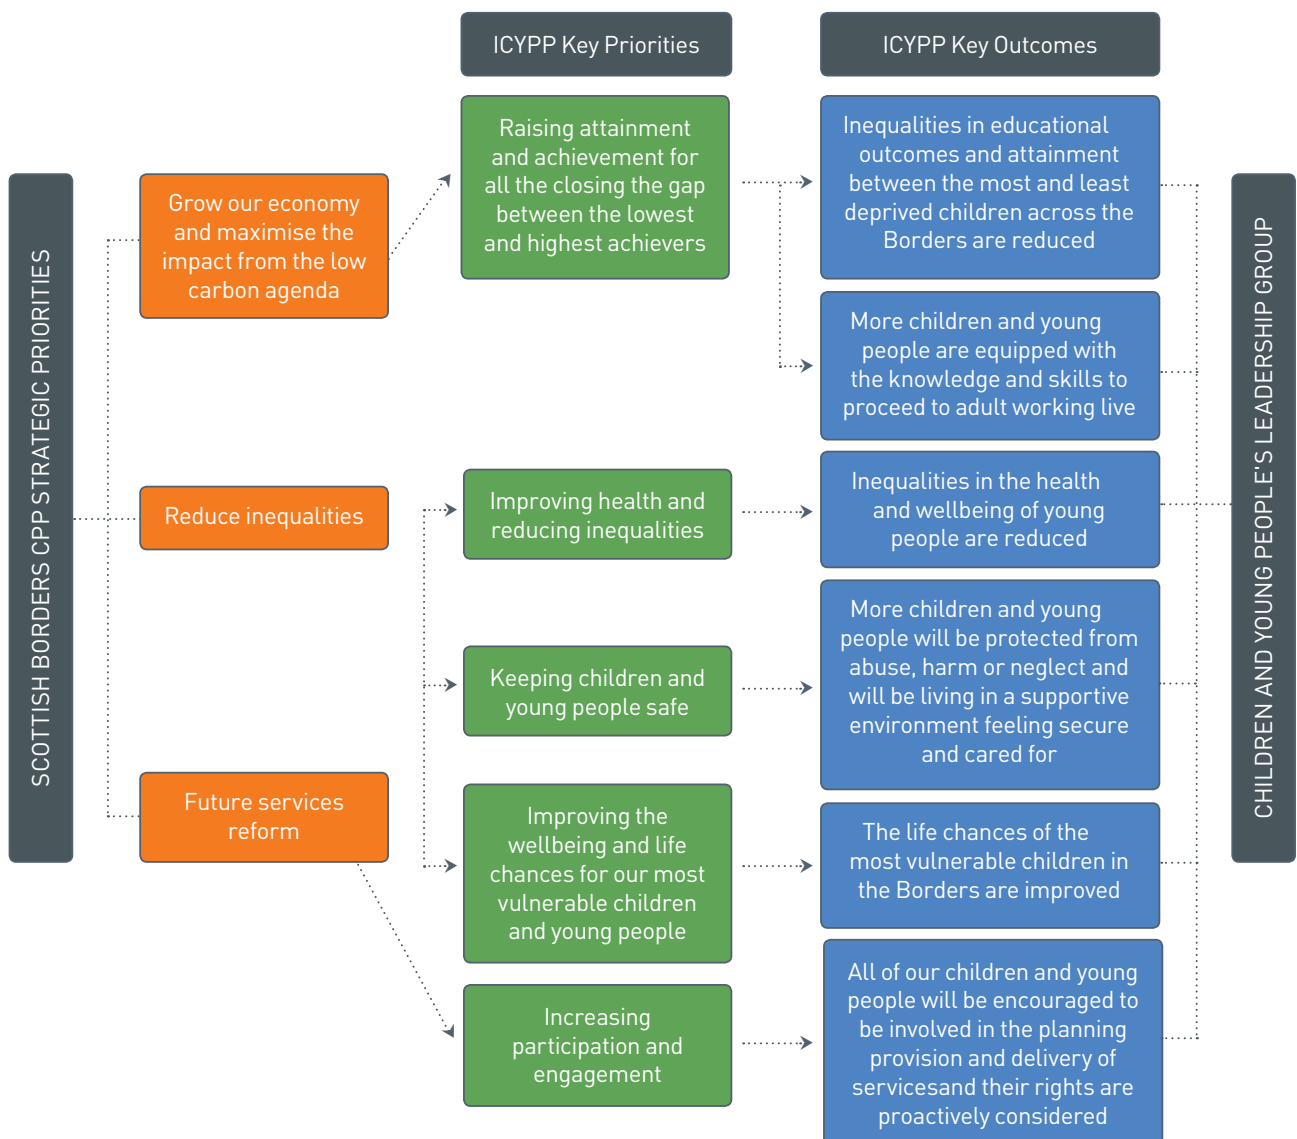 ICYPP Key Priorities
ICYPP Key Outcomes
SCOTTISH BORDERS CPP STRATEGIC PRIORITIES
Grow our economy
and maximise the
impact from the low
carbon agenda
Reduce inequalities
Future services
reform
Raising attainment
and achievement for
all the closing the gap
between the lowest
and highest achievers
Improving health and
reducing inequalities
Keeping children and
young people safe
Improving the
wellbeing and life
chances for our most
vulnerable children
and young people
Increasing
participation and
engagement
Inequalities in educational
outcomes and attainment
between the most and least
deprived children across the
Borders are reduced
More children and young
people are equipped with
the knowledge and skills to
proceed to adult working live
Inequalities in the health
and wellbeing of young
people are reduced
More children and young
people will be protected from
abuse, harm or neglect and
will be living in a supportive
environment feeling secure
and cared for
The life chances of the
most vulnerable children in
the Borders are improved
All of our children and young
people will be encouraged to
be involved in the planning
provision and delivery of
servicesand their rights are
proactively considered
CHILDREN AND YOUNG PEOPLE'S LEADERSHIP GROUP